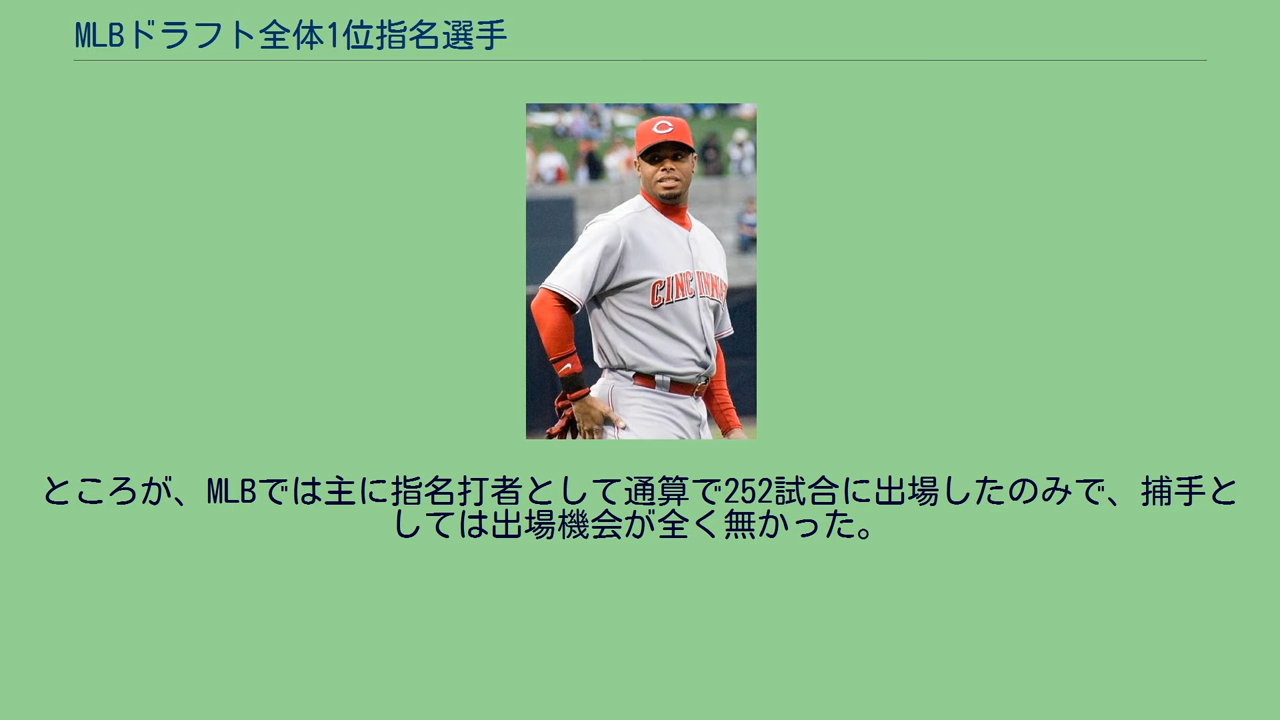 MLBドラフト全体1位指名選手
CINCINNA
ところが、MLBでは主に指名打者として通算で252試合に出場したのみで、捕手と
しては出場機会が全く無かった。